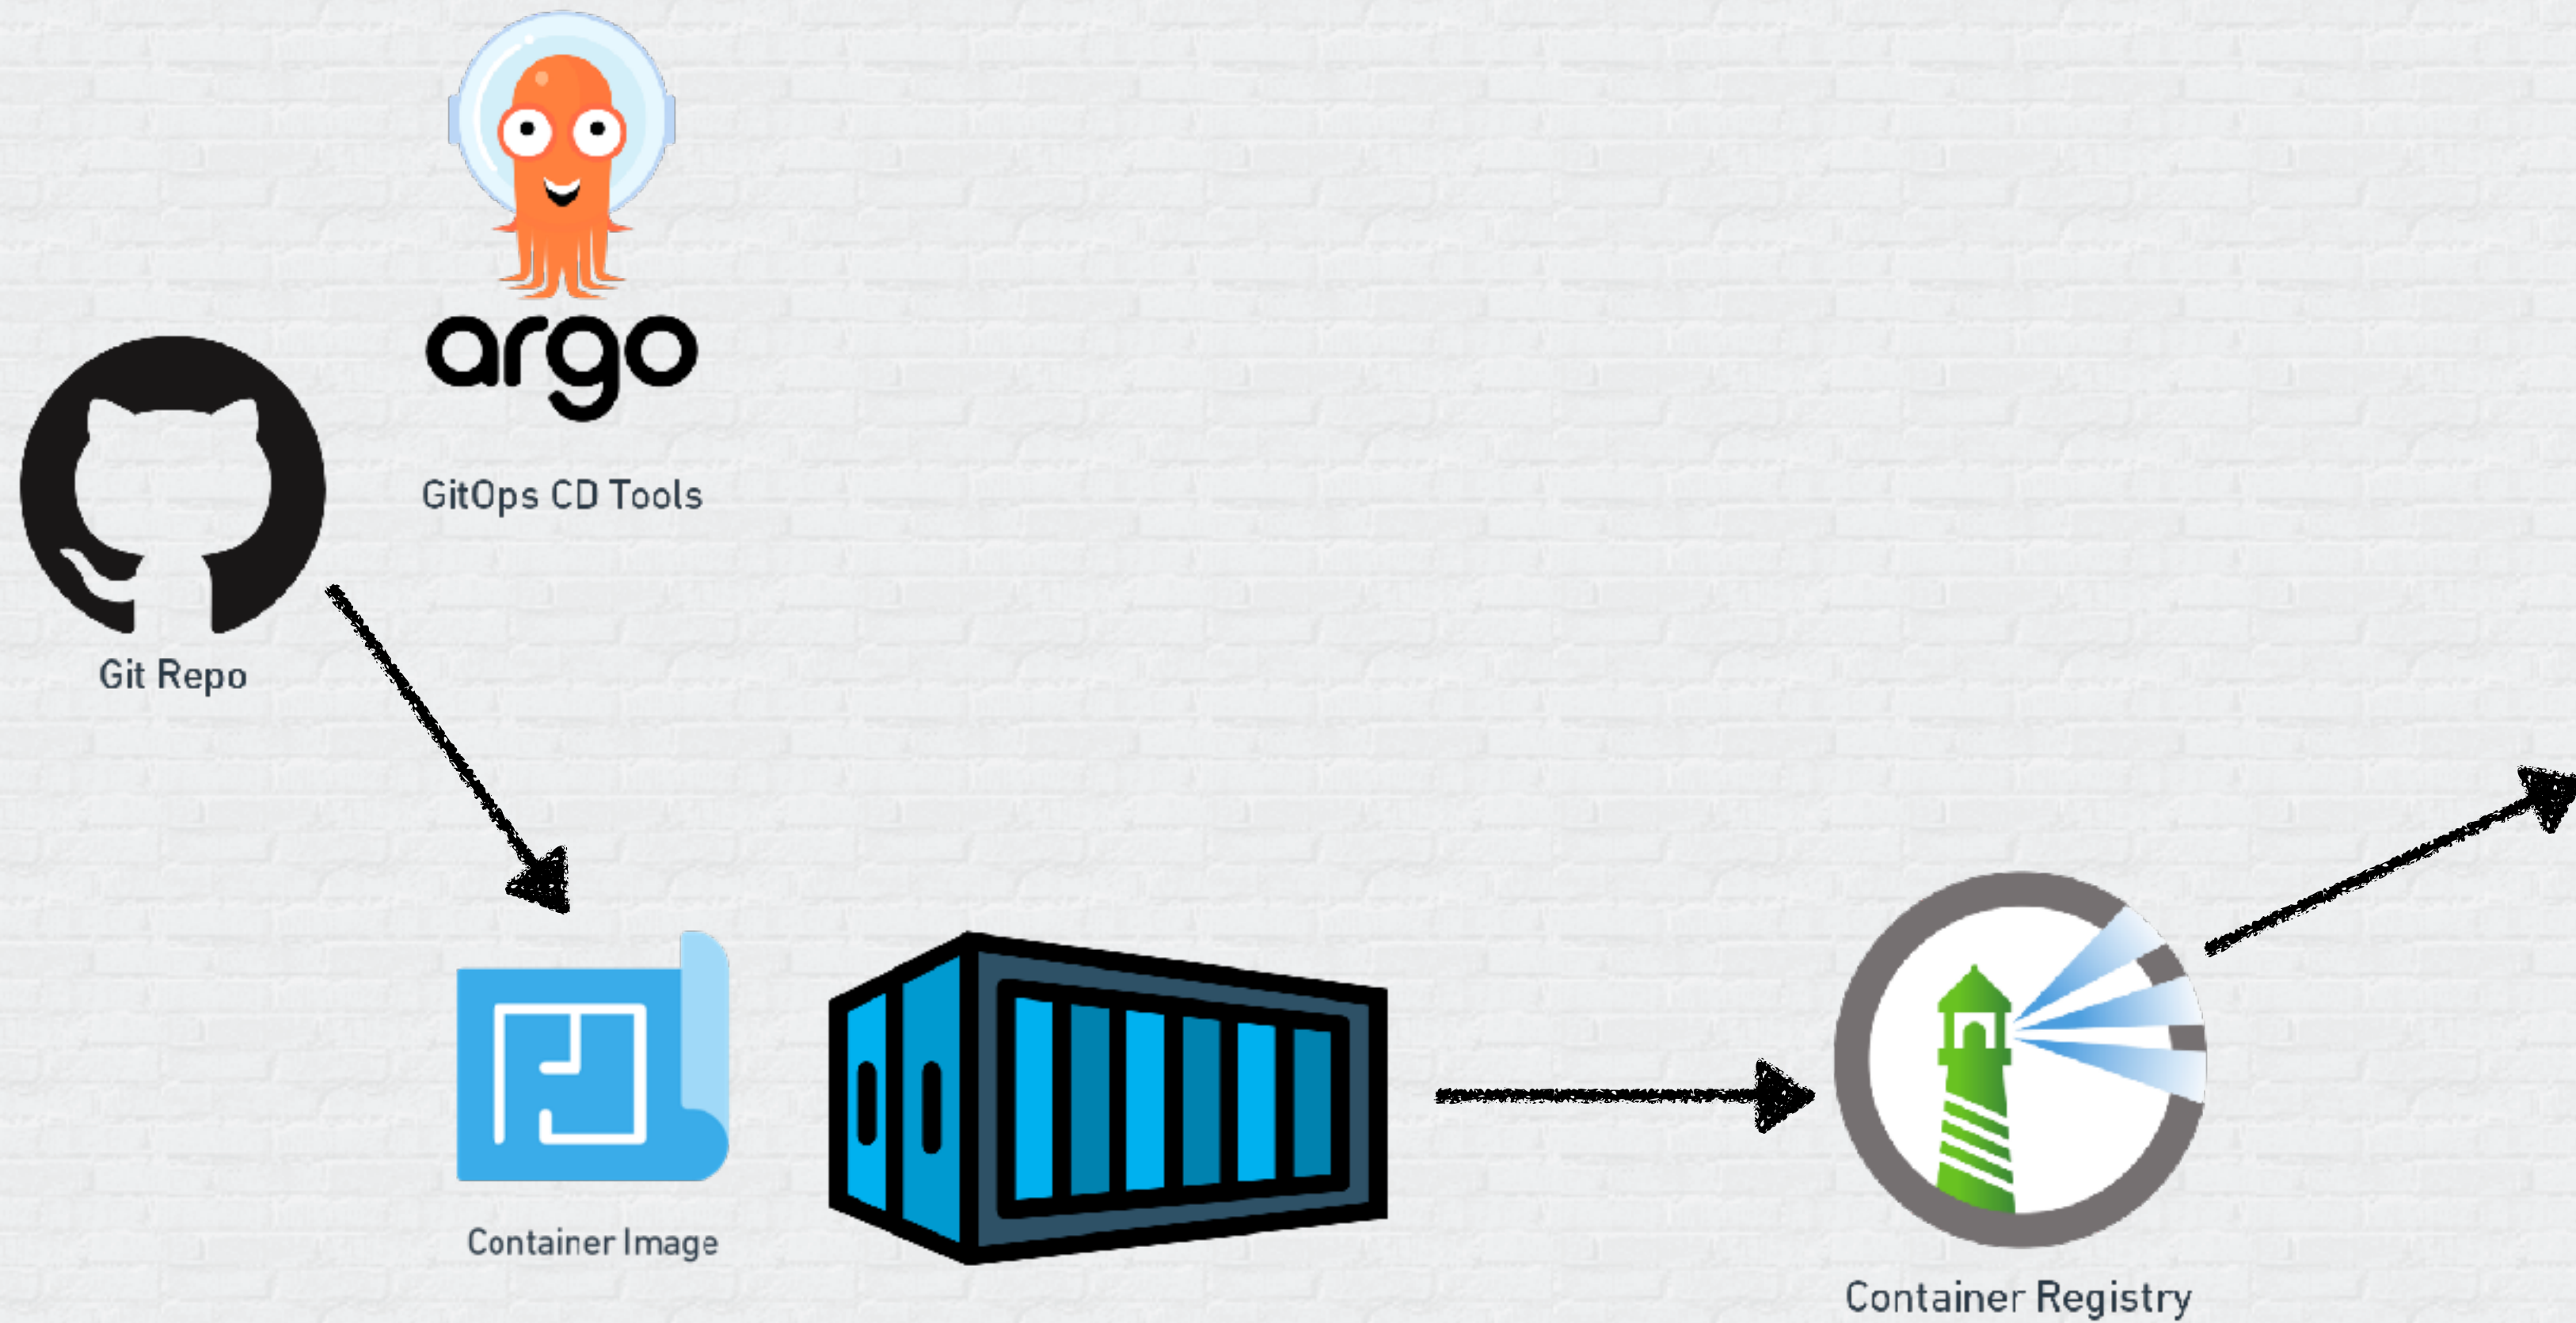 argo
GitOps CD Tools
Git Repo
Container Image
Container Registry